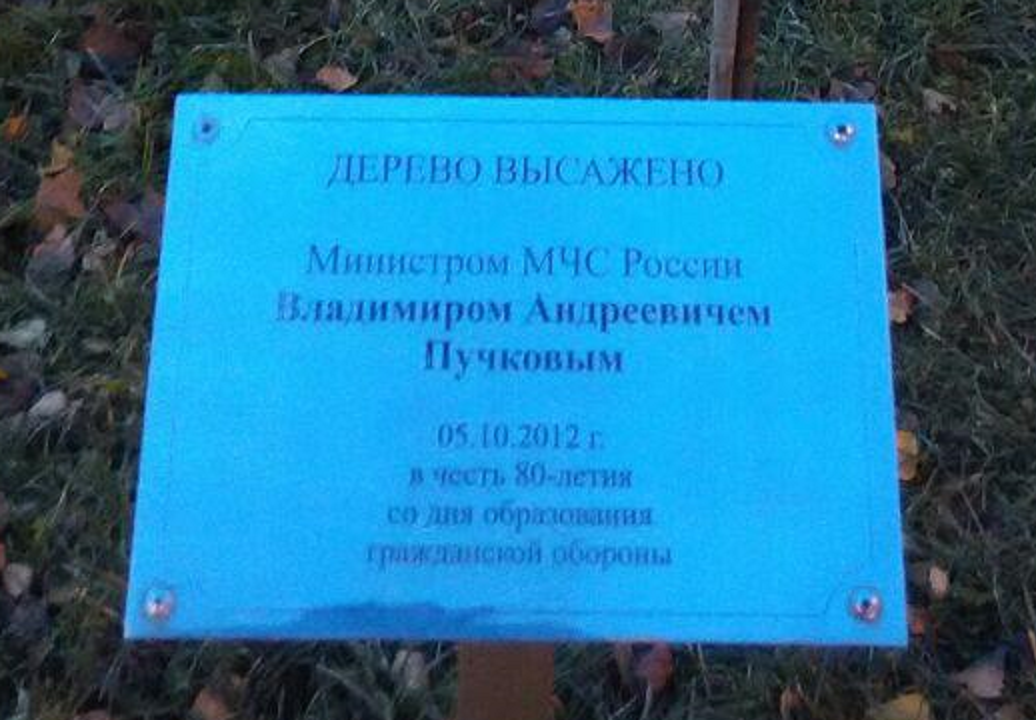 ДЕРЕВО ВЫСАЖЕНО
Министром МЧС России
Владимиром Андреевичем
Пучковым
05.10.2012 г.
в честь 80-летия
со дня образования
гражданской обороны